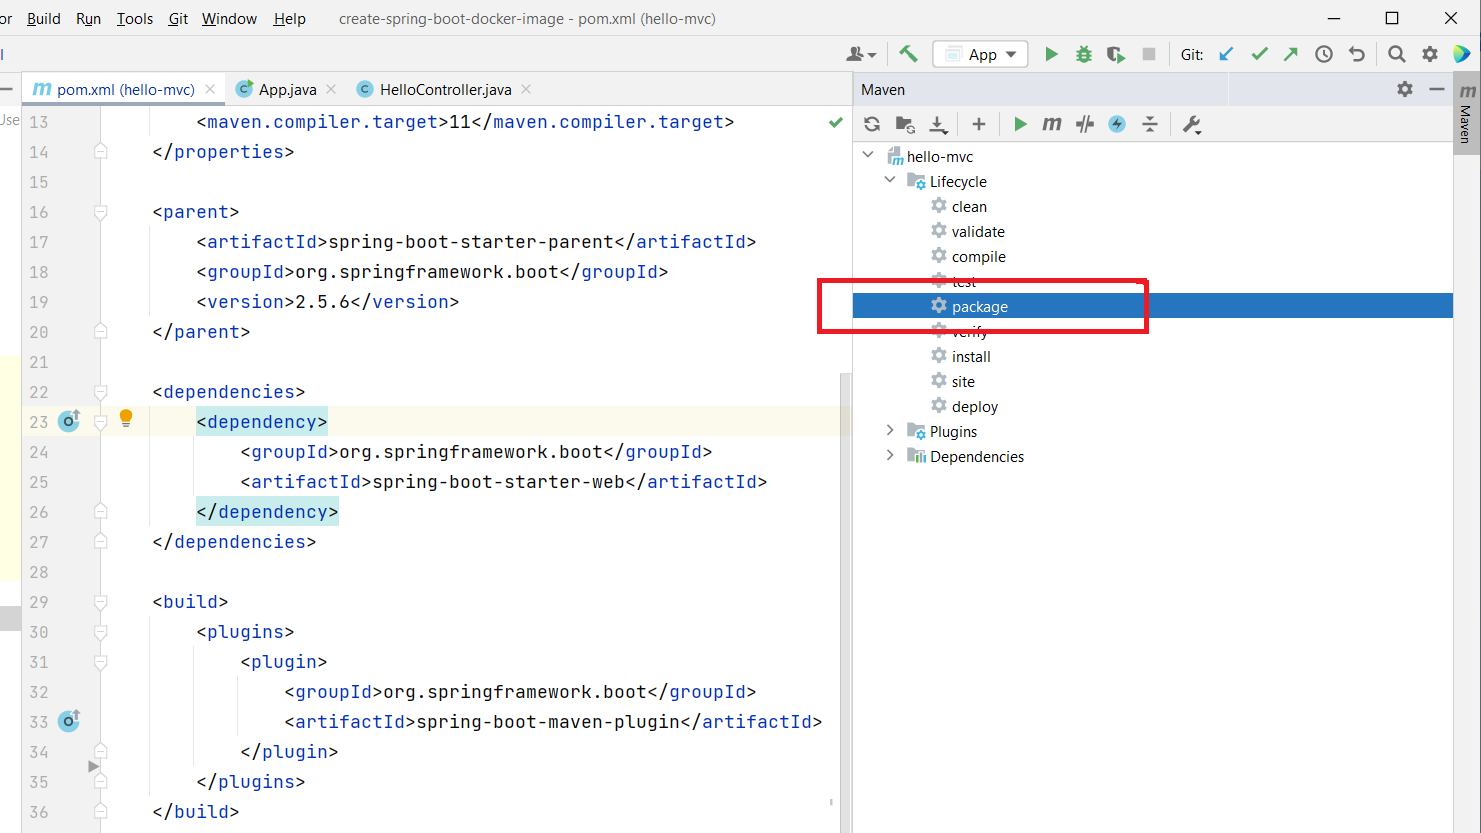 or Build Run Tools Git Window Help create-spring-boot-docker-image - pom.xml (hello-mvc)
App Git:
pom.xml (hello-mvc) App.java HelloController.java
Maven
Use
13 <maven.compiler.target>11</maven.compiler.target>
14 </properties>
15
16 <parent>
17 <artifactId>spring-boot-starter-parent</artifactId>
18 <groupId>org.springframework.boot</groupId>
19 <version>2.5.6</version>
20 </parent>
21
22 <dependencies>
23 <dependency>
24 <groupId>org.springframework.boot</groupId>
25 <artifactId>spring-boot-starter-web</artifactId>
26 </dependency>
27 </dependencies>
28
29 <build>
30 <plugins>
31 <plugin>
32 <groupId>org.springframework.boot</groupId>
33 <artifactId>spring-boot-maven-plugin</artifactId>
34 </plugin>
35 </plugins>
36 </build>
hello-mvc
Lifecycle
clean
validate
compile
test
package
verify
install
site
deploy
Plugins
Dependencies
Maven